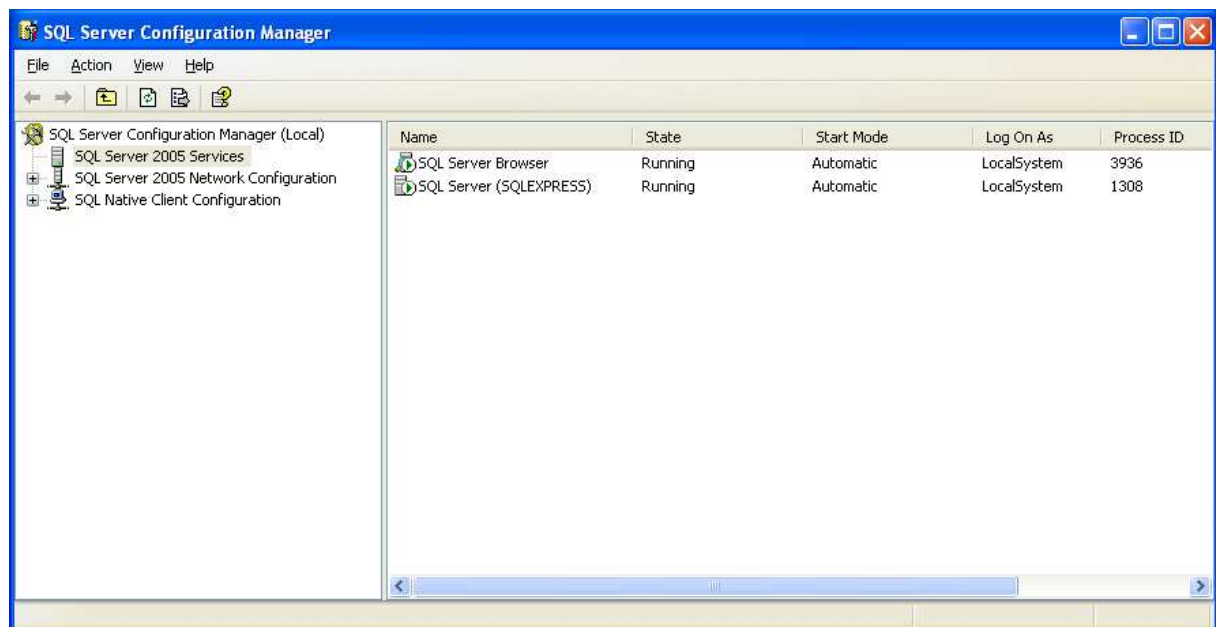 SQL Server Configuration Manager
File Action View Help
SQL Server Configuration Manager (Local)
SQL Server 2005 Services
SQL Server 2005 Network Configuration
SQL Native Client Configuration
Name State Start Mode Log On As Process ID
SQL Server Browser Running Automatic LocalSystem 3936
SQL Server (SQLEXPRESS) Running Automatic LocalSystem 1308